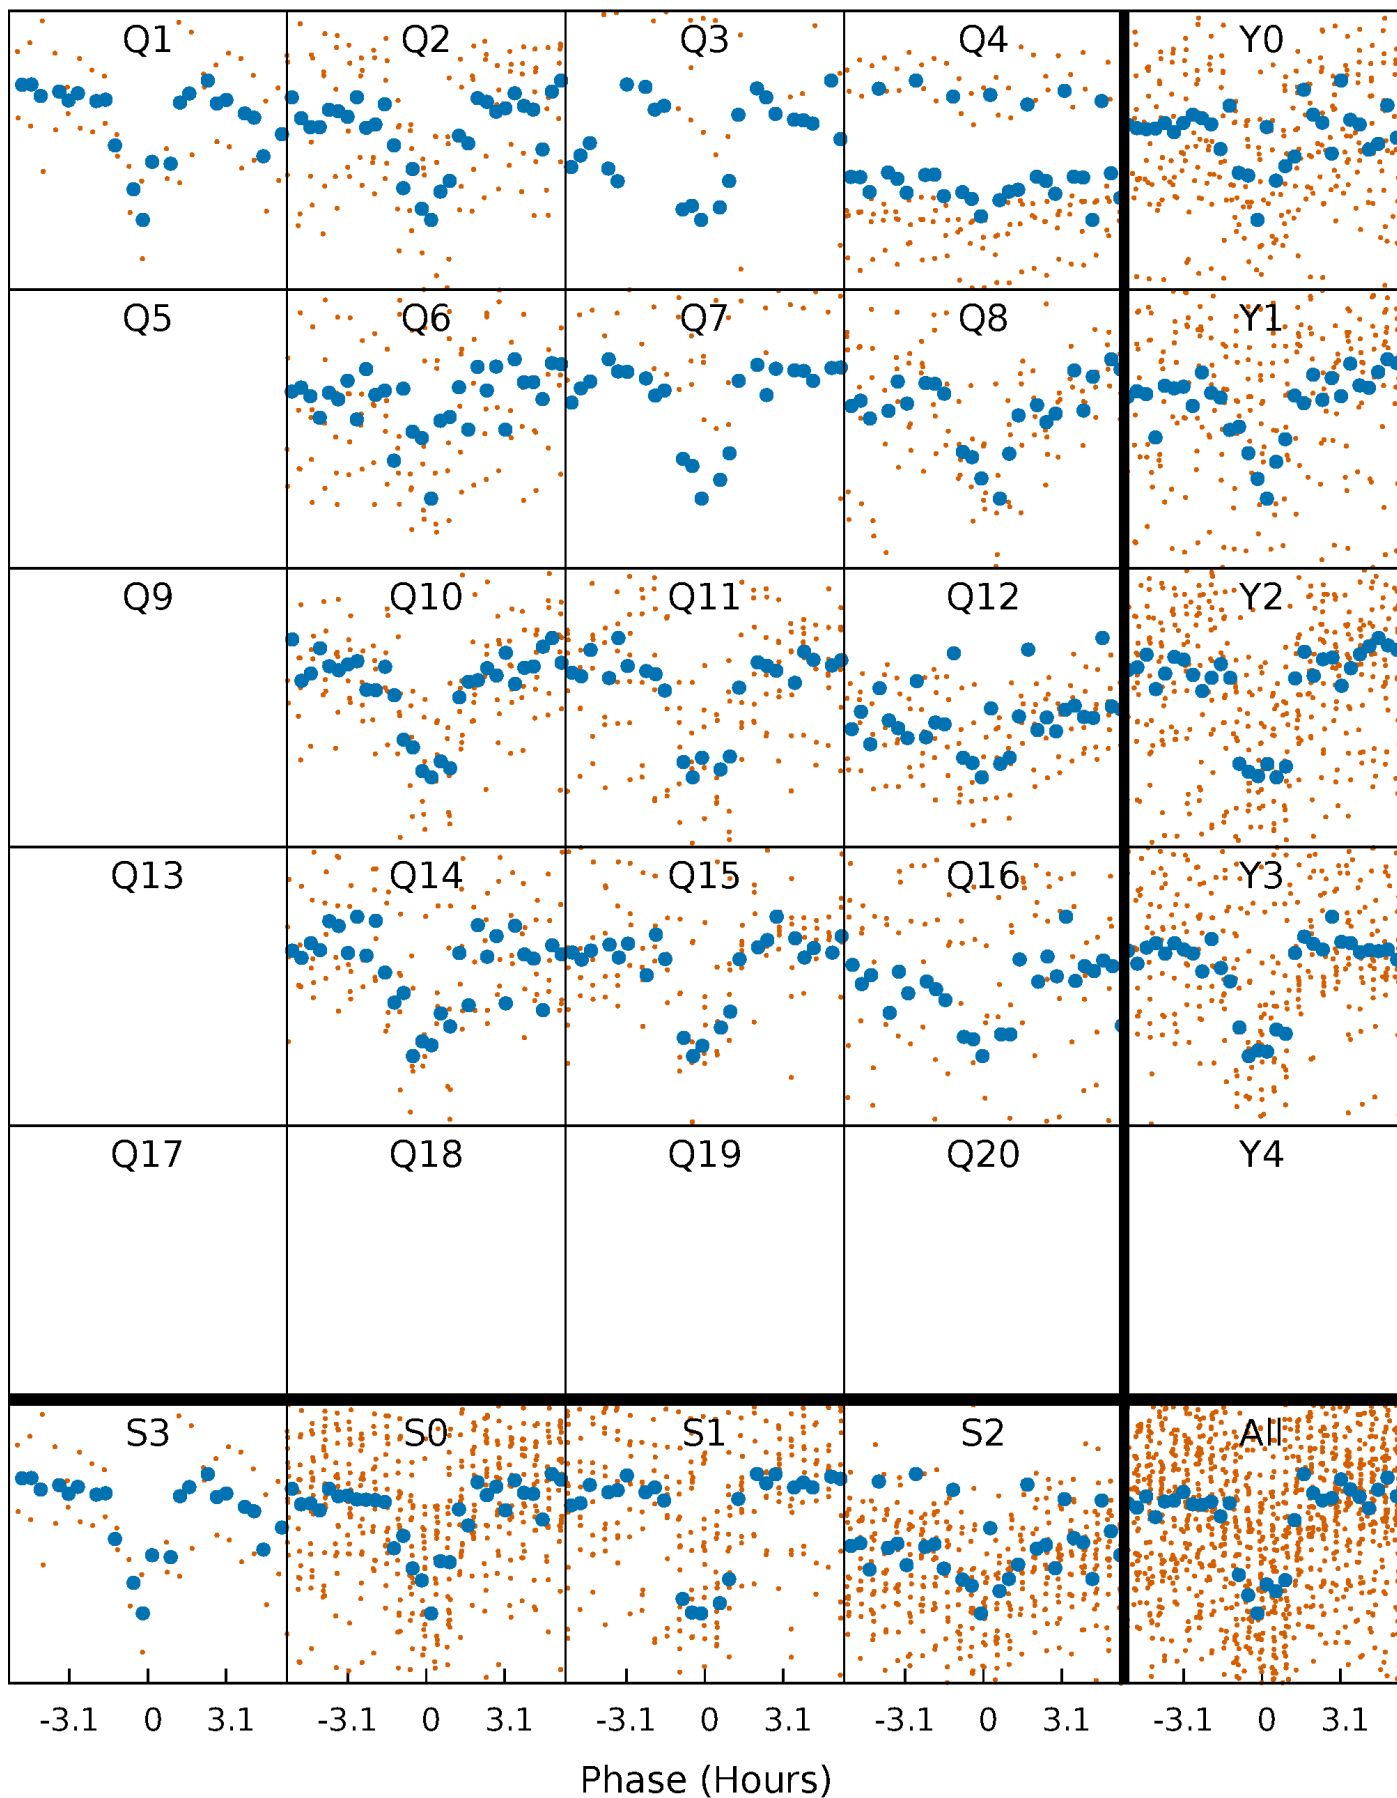 Q1 Q2 Q3 Q4 Y0
Q5 Q6 Q7 Q8 Y1
Q9 Q10 Q11 Q12 Y2
Q13 Q14 Q15 Q16 Y3
Q17 Q18 Q19 Q20 Y4
S3 S0 S1 S2 All
-3.1 0 3.1 -3.1 0 3.1 -3.1 0 3.1 -3.1 0 3.1 -3.1 0 3.1
Phase (Hours)